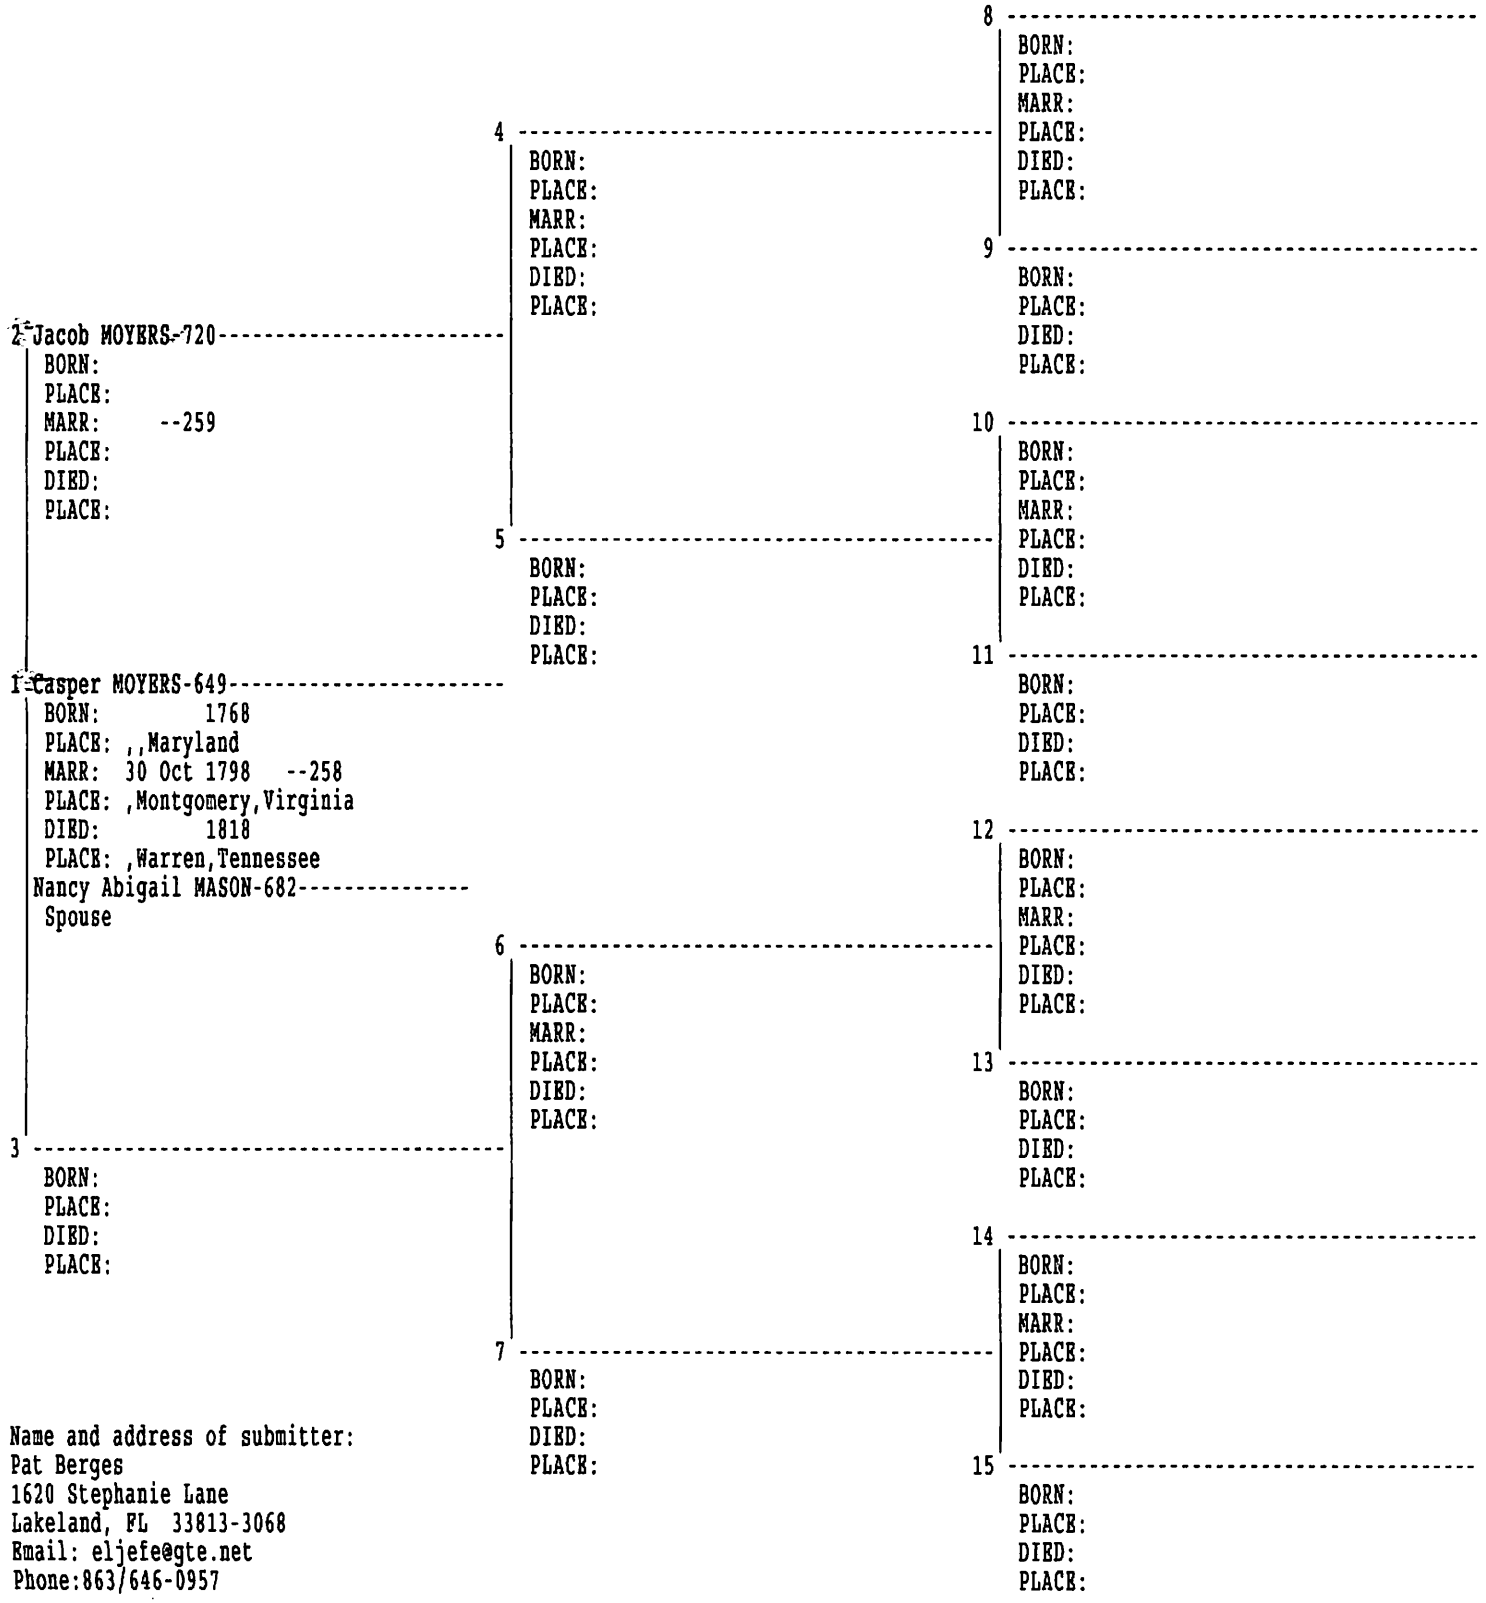 2 Jacob MOYERS-720
BORN:
PLACE:
MARR: --259
PLACE:
DIED:
PLACE:
1 Casper MOYERS-649
BORN: 1768
PLACE: ,,Maryland
MARR: 30 Oct 1798 --258
PLACE: ,Montgomery,Virginia
DIED: 1818
PLACE: ,Warren,Tennessee
Nancy Abigail MASON-682
Spouse
3
BORN:
PLACE:
DIED:
PLACE:
Name and address of submitter:
Pat Berges
1620 Stephanie Lane
Lakeland, FL 33813-3068
Email: eljefe@gte.net
Phone:863/646-0957
4
BORN:
PLACE:
MARR:
PLACE:
DIED:
PLACE:
5
BORN:
PLACE:
DIED:
PLACE:
6
BORN:
PLACE:
MARR:
PLACE:
DIED:
PLACE:
7
BORN:
PLACE:
DIED:
PLACE:
8
BORN:
PLACE:
MARR:
PLACE:
DIED:
PLACE:
9
BORN:
PLACE:
DIED:
PLACE:
10
BORN:
PLACE:
MARR:
PLACE:
DIED:
PLACE:
11
BORN:
PLACE:
DIED:
PLACE:
12
BORN:
PLACE:
MARR:
PLACE:
DIED:
PLACE:
13
BORN:
PLACE:
DIED:
PLACE:
14
BORN:
PLACE:
MARR:
PLACE:
DIED:
PLACE:
15
BORN:
PLACE:
DIED:
PLACE: